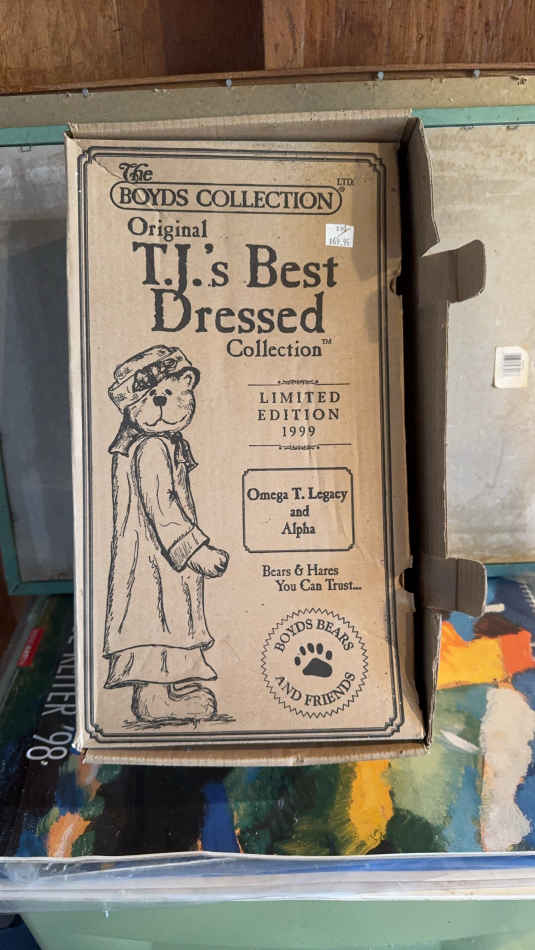 The
BOYDS COLLECTION LTD.®
Original
T.J.'s Best
Dressed
Collection™
LIMITED
EDITION
1999
Omega T. Legacy
and
Alpha
Bears & Hares
You Can Trust...
BOYDS BEARS
AND FRIENDS
'98